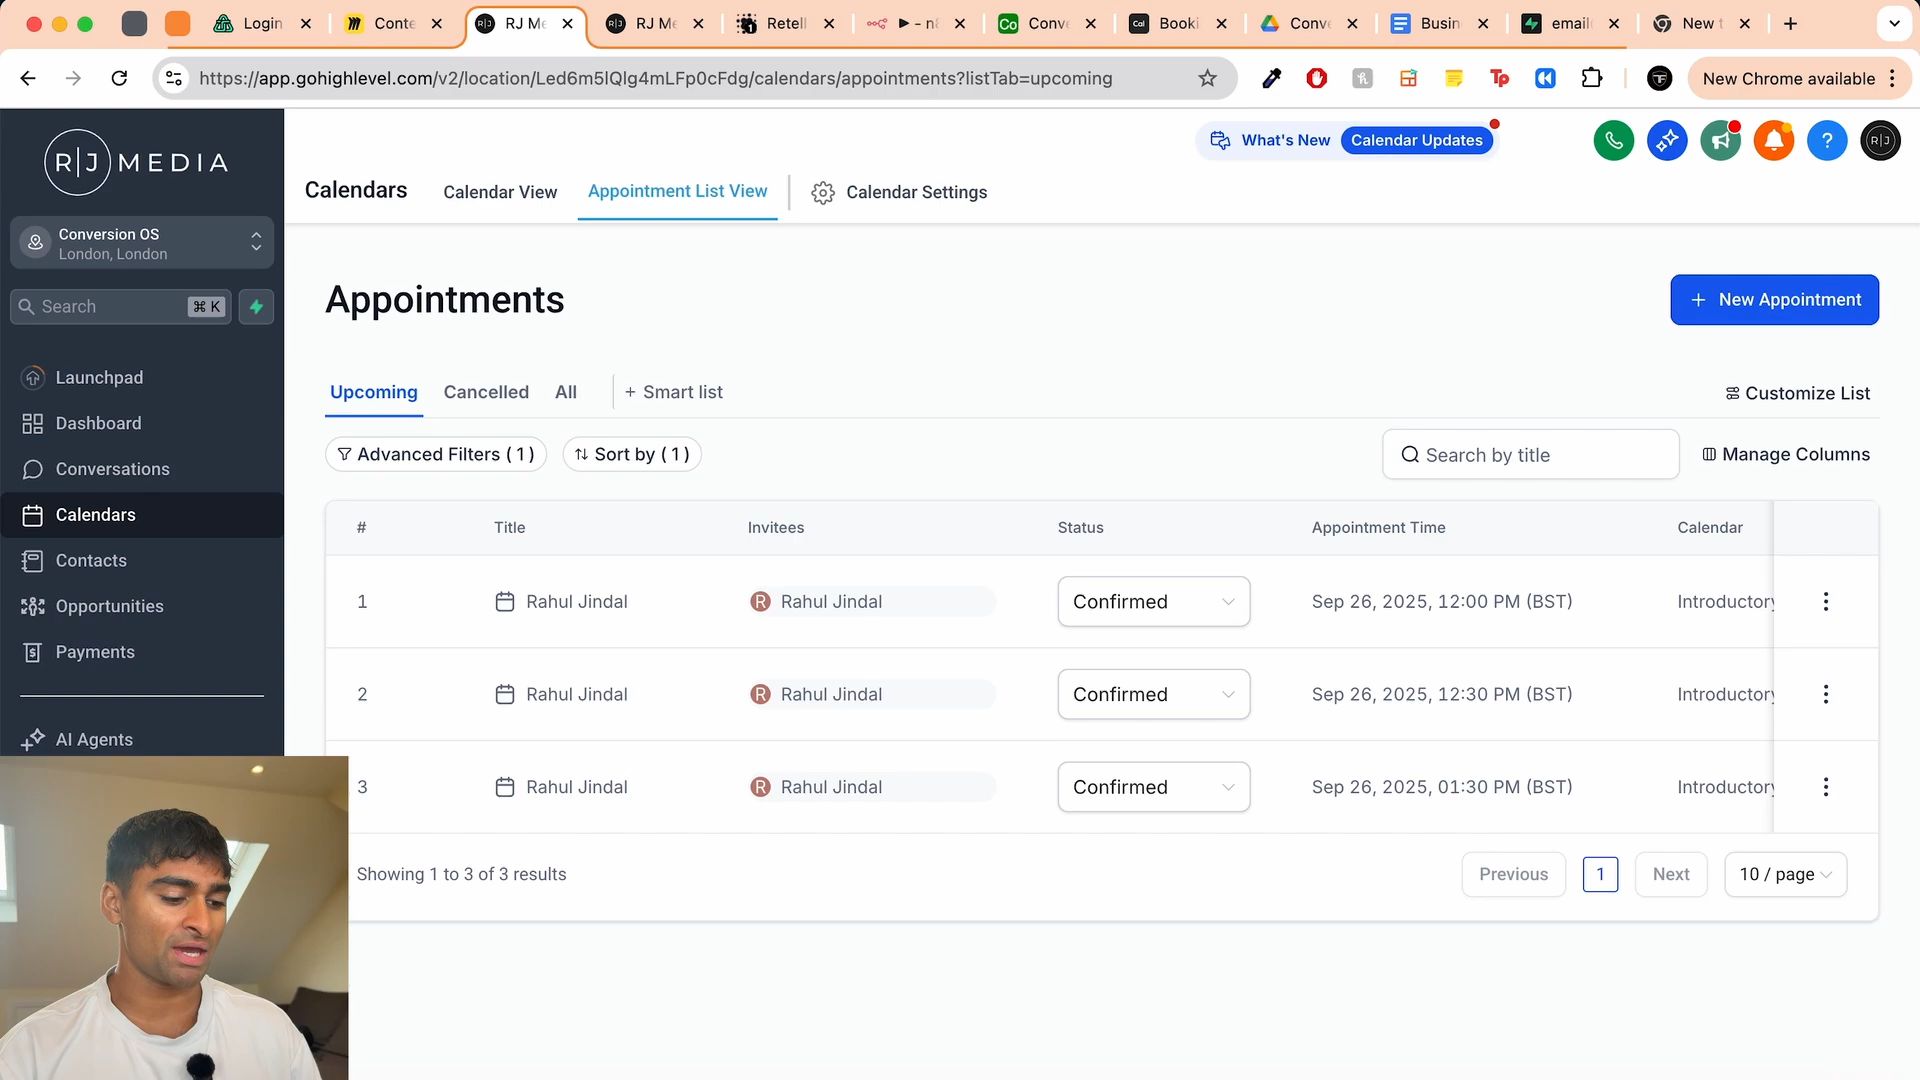 Login
Conte
RJ Me
RJ Me
Retell
- n8
Conve
Booki
Conve
Busin
email
New t
https://app.gohighlevel.com/v2/location/Led6m5lQlg4mLFp0cFdg/calendars/appointments?listTab=upcoming
New Chrome available
R|J MEDIA
What's New
Calendar Updates
Calendars
Calendar View
Appointment List View
Calendar Settings
Conversion OS
London, London
Search
⌘ K
Launchpad
Dashboard
Conversations
Calendars
Contacts
Opportunities
Payments
AI Agents
Appointments
+ New Appointment
Upcoming
Cancelled
All
+ Smart list
Customize List
Advanced Filters ( 1 )
Sort by ( 1 )
Search by title
Manage Columns
# Title Invitees Status Appointment Time Calendar
1 Rahul Jindal R Rahul Jindal Confirmed Sep 26, 2025, 12:00 PM (BST) Introductory
2 Rahul Jindal R Rahul Jindal Confirmed Sep 26, 2025, 12:30 PM (BST) Introductory
3 Rahul Jindal R Rahul Jindal Confirmed Sep 26, 2025, 01:30 PM (BST) Introductory
Showing 1 to 3 of 3 results
Previous
1
Next
10 / page